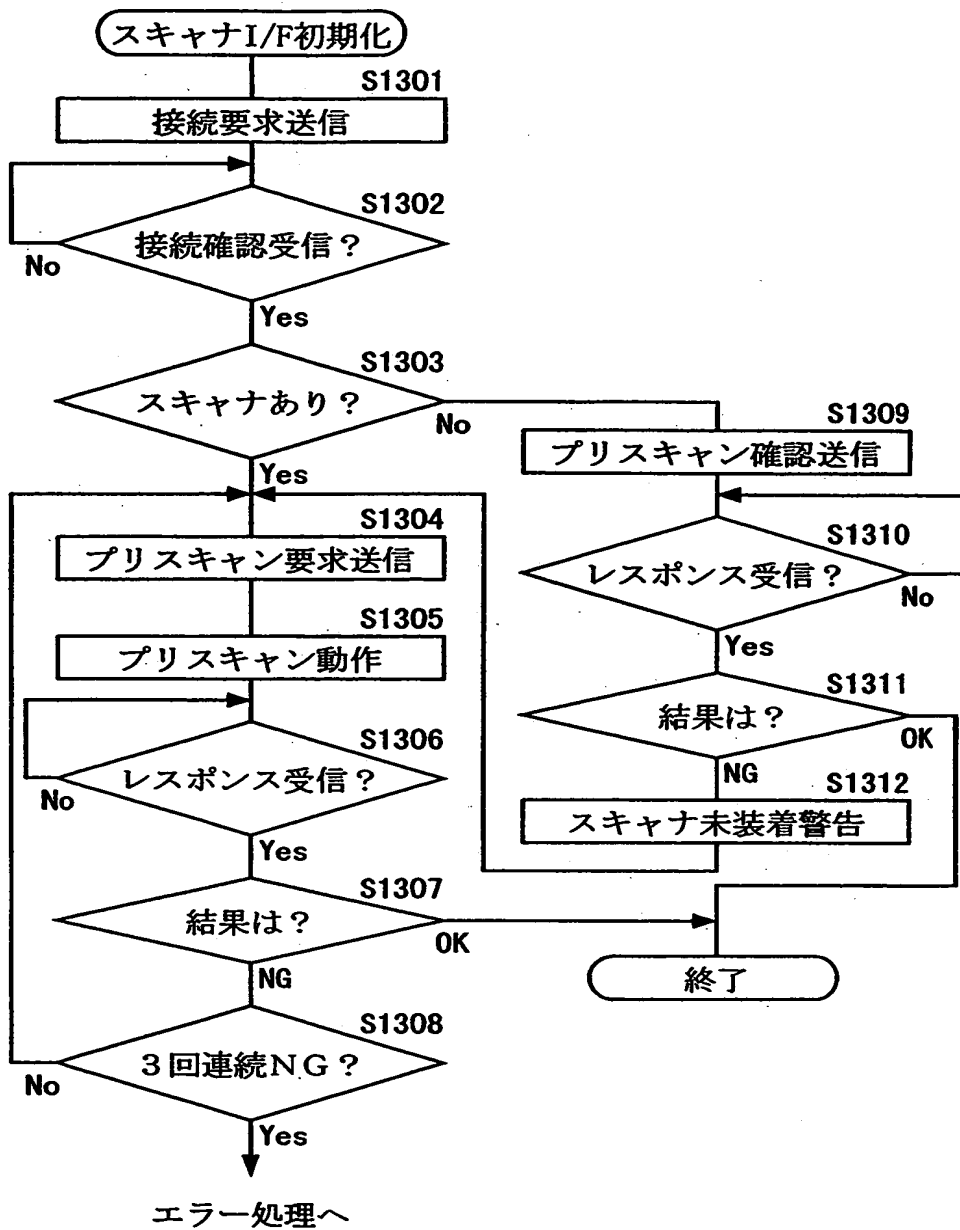 スキャナI/F初期化
S1301
接続要求送信
S1302
接続確認受信？
No
Yes
S1303
スキャナあり？
No
Yes
S1304
プリスキャン要求送信
S1305
プリスキャン動作
S1306
レスポンス受信？
No
Yes
S1307
結果は？
OK
NG
S1308
3回連続NG？
No
Yes
エラー処理へ
S1309
プリスキャン確認送信
S1310
レスポンス受信？
No
Yes
S1311
結果は？
OK
NG
S1312
スキャナ未装着警告
終了